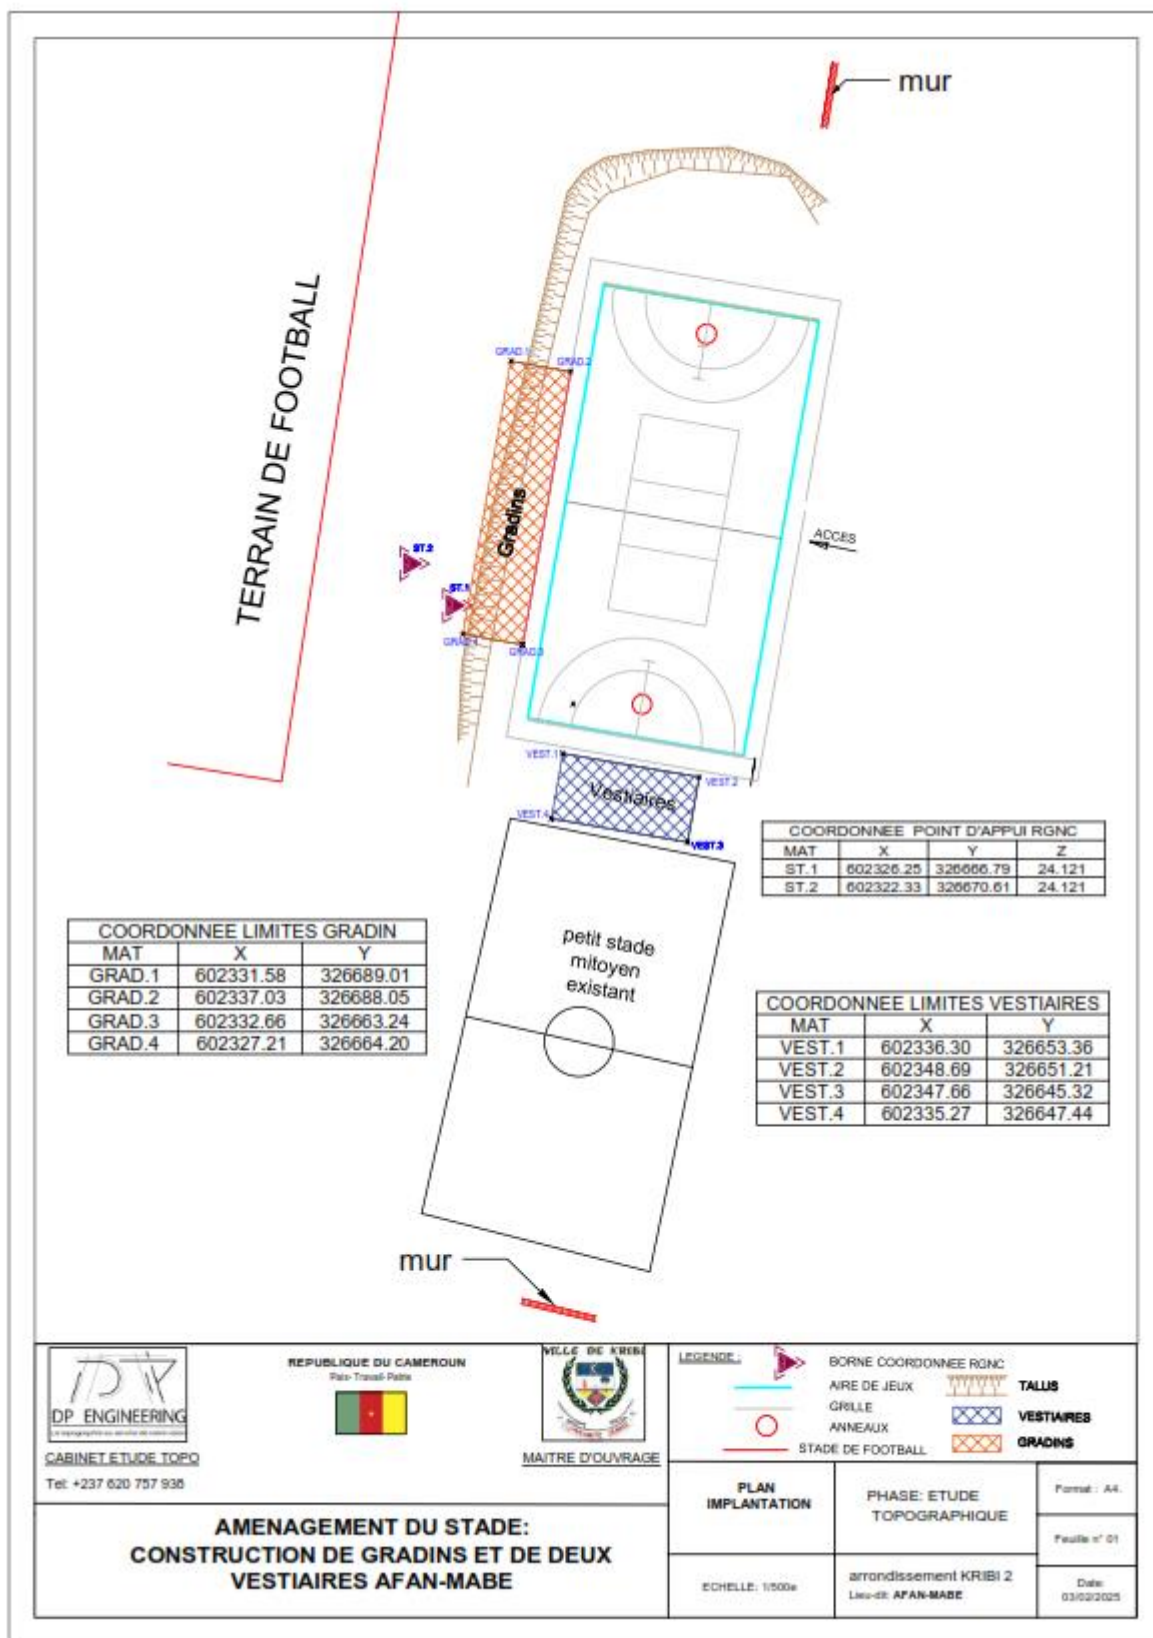 mur
TERRAIN DE FOOTBALL
GRAD.1
GRAD.2
Gradins
ST.2
ST.1
GRAD.4
GRAD.3
ACCES
VEST.1
VEST.2
Vestiaires
VEST.4
VEST.3
COORDONNEE POINT D'APPUI RGNC
MAT X Y Z
ST.1 602326.25 326666.79 24.121
ST.2 602322.33 326670.61 24.121
COORDONNEE LIMITES GRADIN
MAT X Y
GRAD.1 602331.58 326689.01
GRAD.2 602337.03 326688.05
GRAD.3 602332.66 326663.24
GRAD.4 602327.21 326664.20
petit stade
mitoyen
existant
COORDONNEE LIMITES VESTIAIRES
MAT X Y
VEST.1 602336.30 326653.36
VEST.2 602348.69 326651.21
VEST.3 602347.66 326645.32
VEST.4 602335.27 326647.44
mur
DP ENGINEERING
CABINET ETUDE TOPO
Tel: +237 620 757 936
REPUBLIQUE DU CAMEROUN
Paix- Travail- Patrie
VILLE DE KRIBI
MAITRE D'OUVRAGE
LEGENDE :
BORNE COORDONNEE RGNC
AIRE DE JEUX
GRILLE
ANNEAUX
STADE DE FOOTBALL
TALUS
VESTIAIRES
GRADINS
AMENAGEMENT DU STADE:
CONSTRUCTION DE GRADINS ET DE DEUX
VESTIAIRES AFAN-MABE
PLAN
IMPLANTATION
PHASE: ETUDE
TOPOGRAPHIQUE
Format : A4.
Feuille n° 01
ECHELLE: 1/500e
arrondissement KRIBI 2
Lieu-dit: AFAN-MABE
Date:
03/02/2025